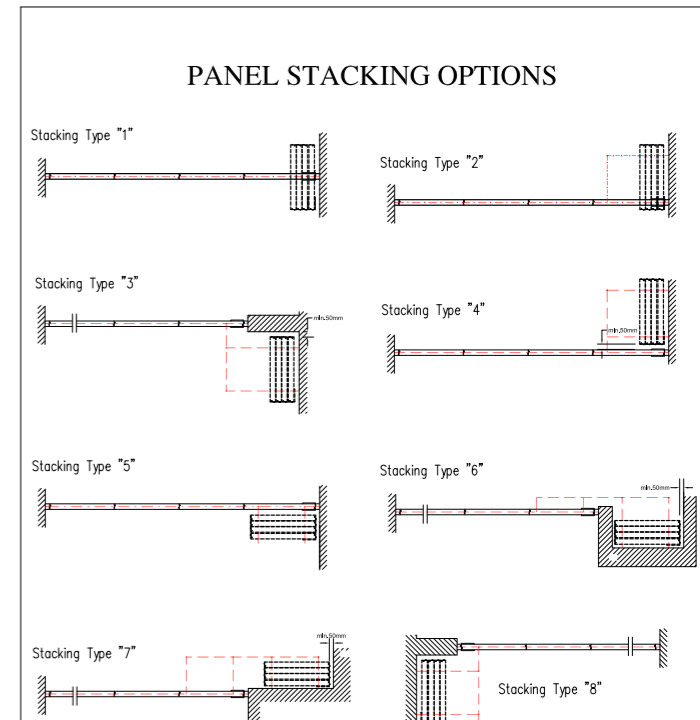 PANEL STACKING OPTIONS
Stacking Type "1"
Stacking Type "2"
Stacking Type "3"
min.50mm
Stacking Type "4"
min.50mm
Stacking Type "5"
Stacking Type "6"
min.50mm
Stacking Type "7"
min.50mm
Stacking Type "8"